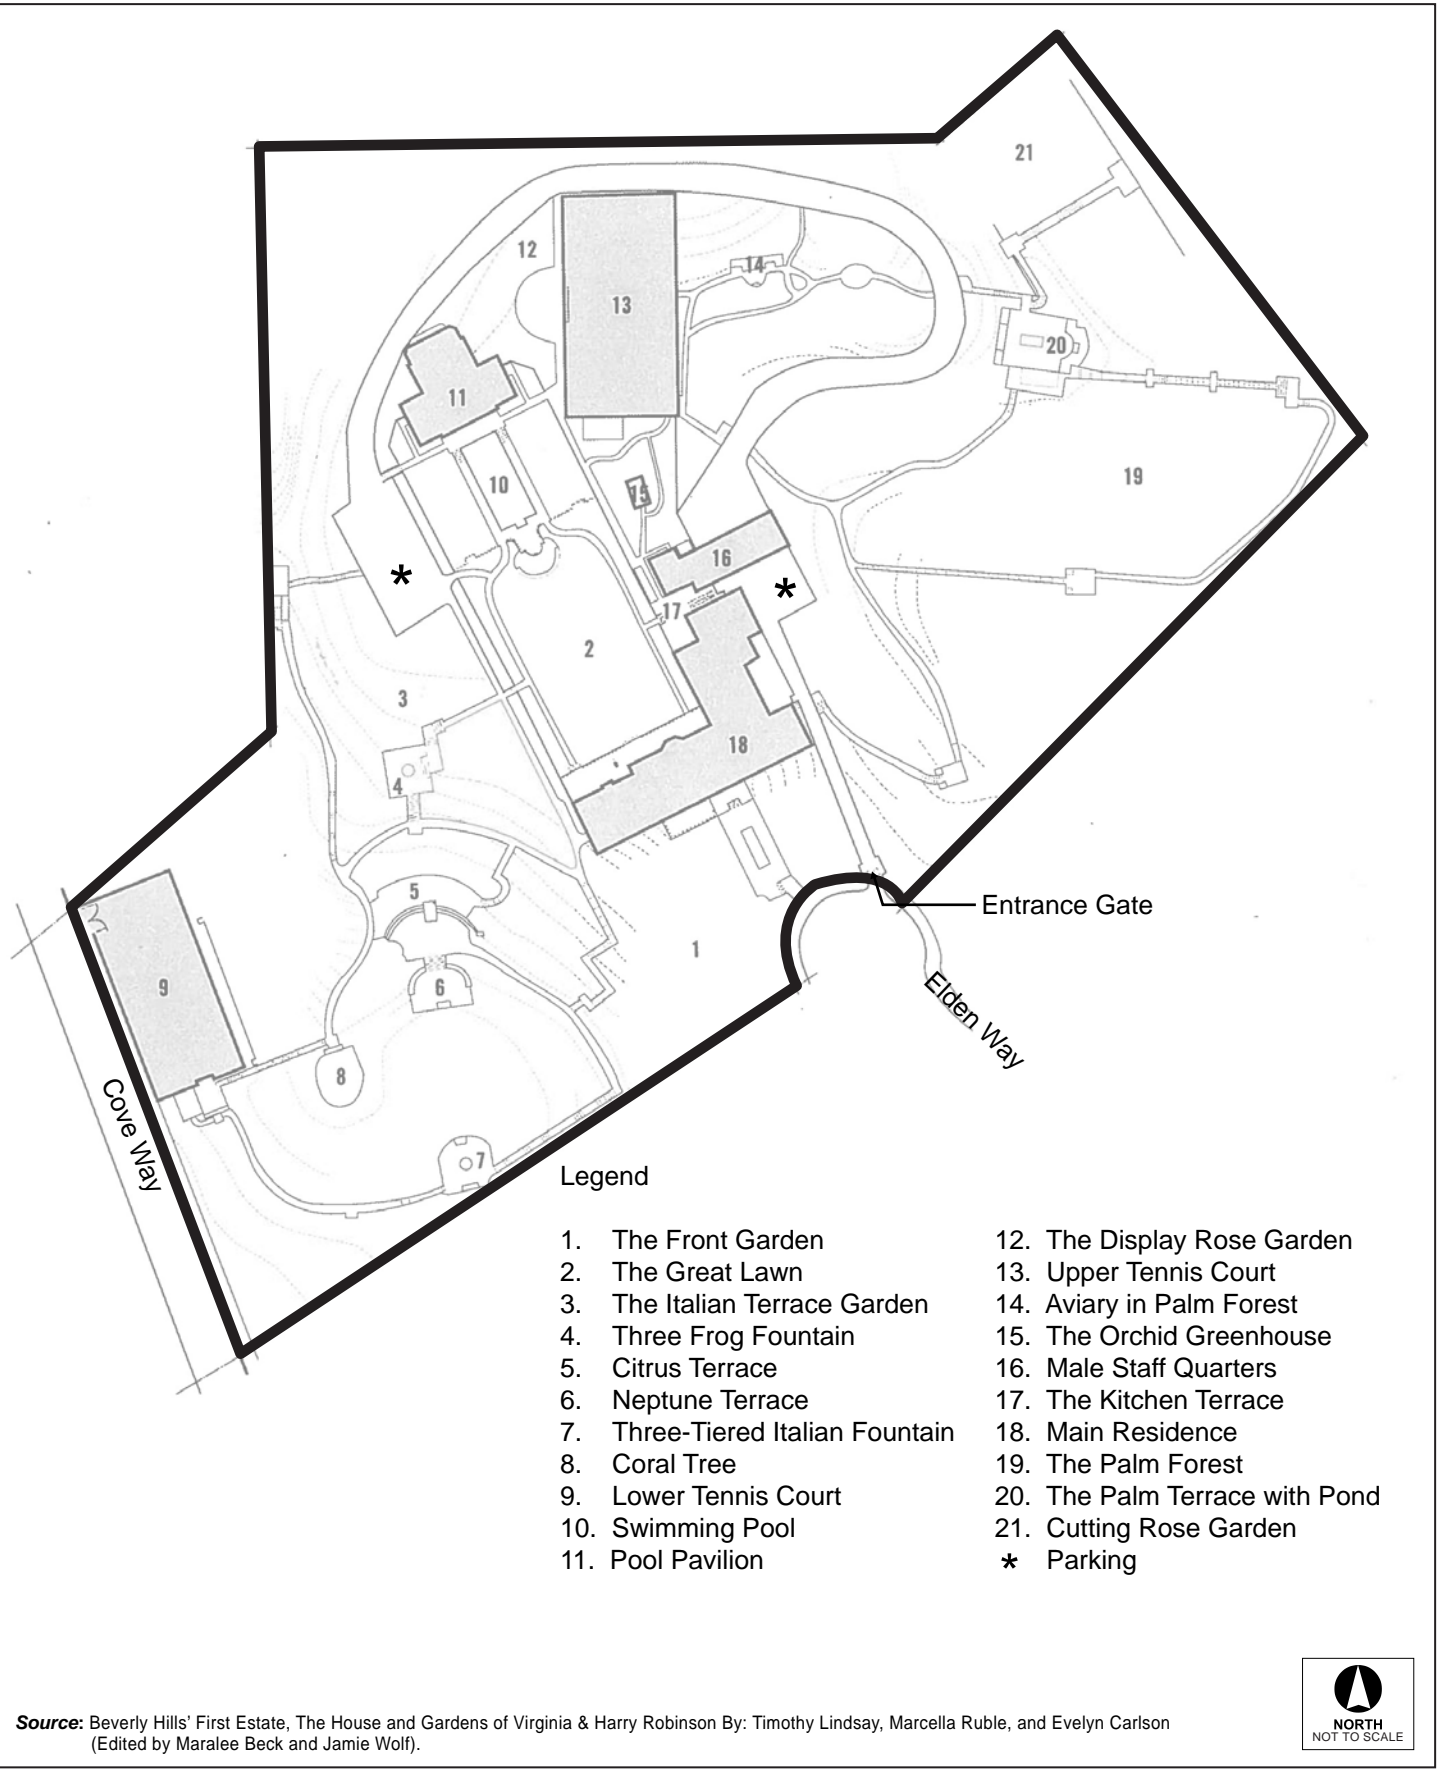 21
12
14
13
20
11
19
10
15
16
*
*
17
2
3
18
4
5
Entrance Gate
1
9
6
Elden Way
8
Cove Way
7
Legend
1. The Front Garden
2. The Great Lawn
3. The Italian Terrace Garden
4. Three Frog Fountain
5. Citrus Terrace
6. Neptune Terrace
7. Three-Tiered Italian Fountain
8. Coral Tree
9. Lower Tennis Court
10. Swimming Pool
11. Pool Pavilion
12. The Display Rose Garden
13. Upper Tennis Court
14. Aviary in Palm Forest
15. The Orchid Greenhouse
16. Male Staff Quarters
17. The Kitchen Terrace
18. Main Residence
19. The Palm Forest
20. The Palm Terrace with Pond
21. Cutting Rose Garden
* Parking
Source: Beverly Hills' First Estate, The House and Gardens of Virginia & Harry Robinson By: Timothy Lindsay, Marcella Ruble, and Evelyn Carlson
(Edited by Maralee Beck and Jamie Wolf).
NORTH
NOT TO SCALE